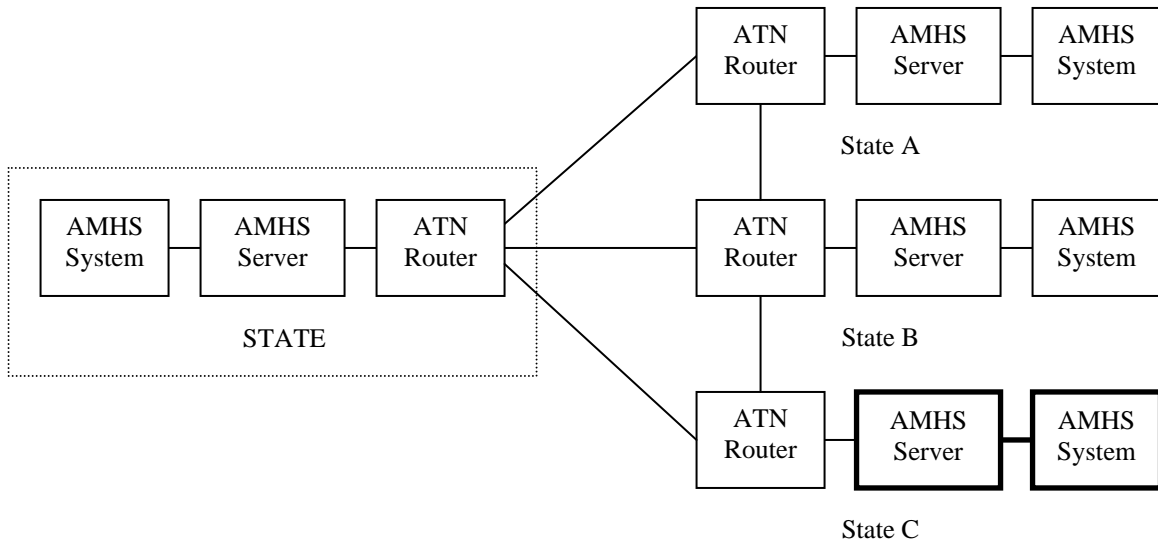 ATN
Router
AMHS
Server
AMHS
System
State A
AMHS
System
AMHS
Server
ATN
Router
STATE
ATN
Router
AMHS
Server
AMHS
System
State B
ATN
Router
AMHS
Server
AMHS
System
State C